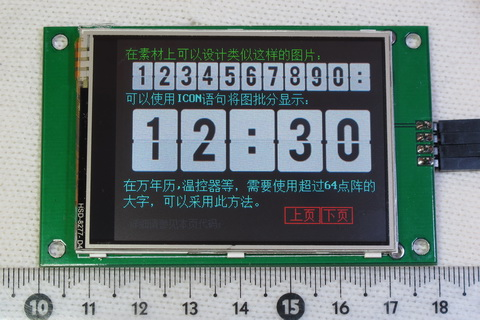 在素材上可以设计类似这样的图片:
1234567890:
可以使用ICON语句将图批分显示:
12:30
在万年历,温控器等，需要使用超过64点阵的
大字，可以采用此方法。
上页 下页
10 11 12 13 14 15 16 17 18